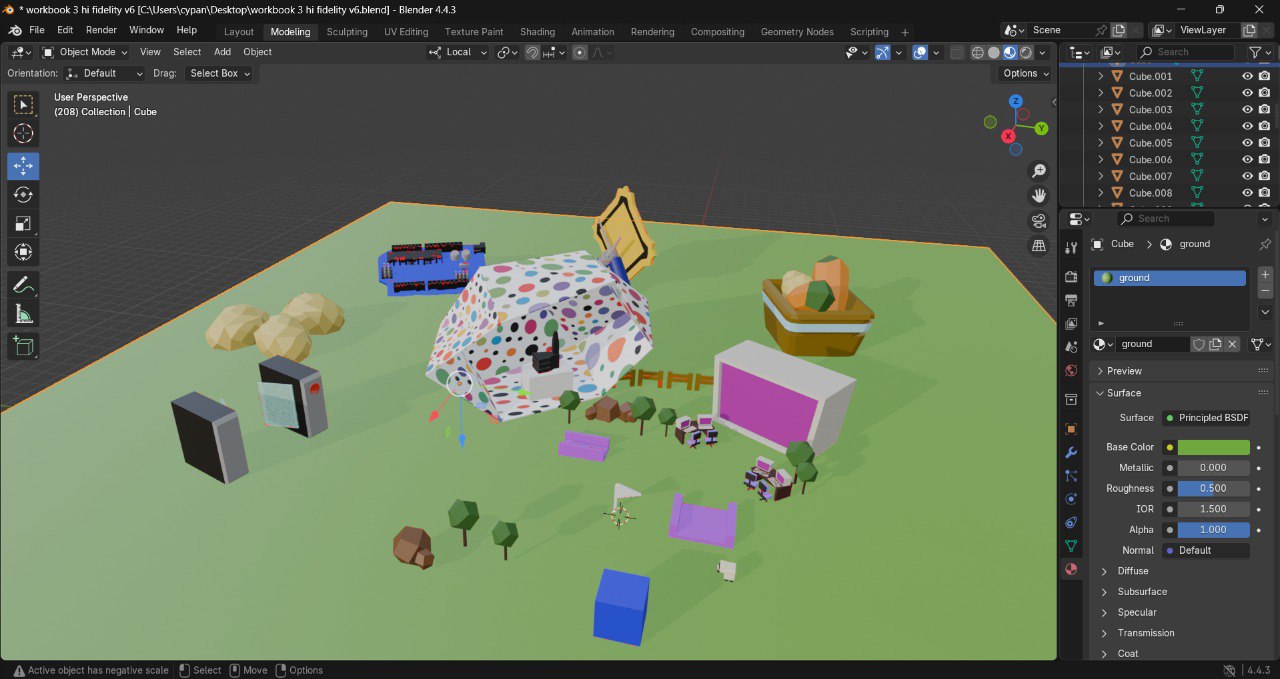 * workbook 3 hi fidelity v6 [C:\Users\cypan\Desktop\workbook 3 hi fidelity v6.blend] - Blender 4.4.3
File Edit Render Window Help Layout Modeling Sculpting UV Editing Texture Paint Shading Animation Rendering Compositing Geometry Nodes Scripting + Scene ViewLayer
Object Mode View Select Add Object Local Search
Orientation: Default Drag: Select Box Options
User Perspective
(208) Collection | Cube
Z
Y
X
Cube.001
Cube.002
Cube.003
Cube.004
Cube.005
Cube.006
Cube.007
Cube.008
Search
Cube > ground
ground
ground
Preview
Surface
Surface Principled BSDF
Base Color
Metallic 0.000
Roughness 0.500
IOR 1.500
Alpha 1.000
Normal Default
Diffuse
Subsurface
Specular
Transmission
Coat
Active object has negative scale Select Move Options 4.4.3